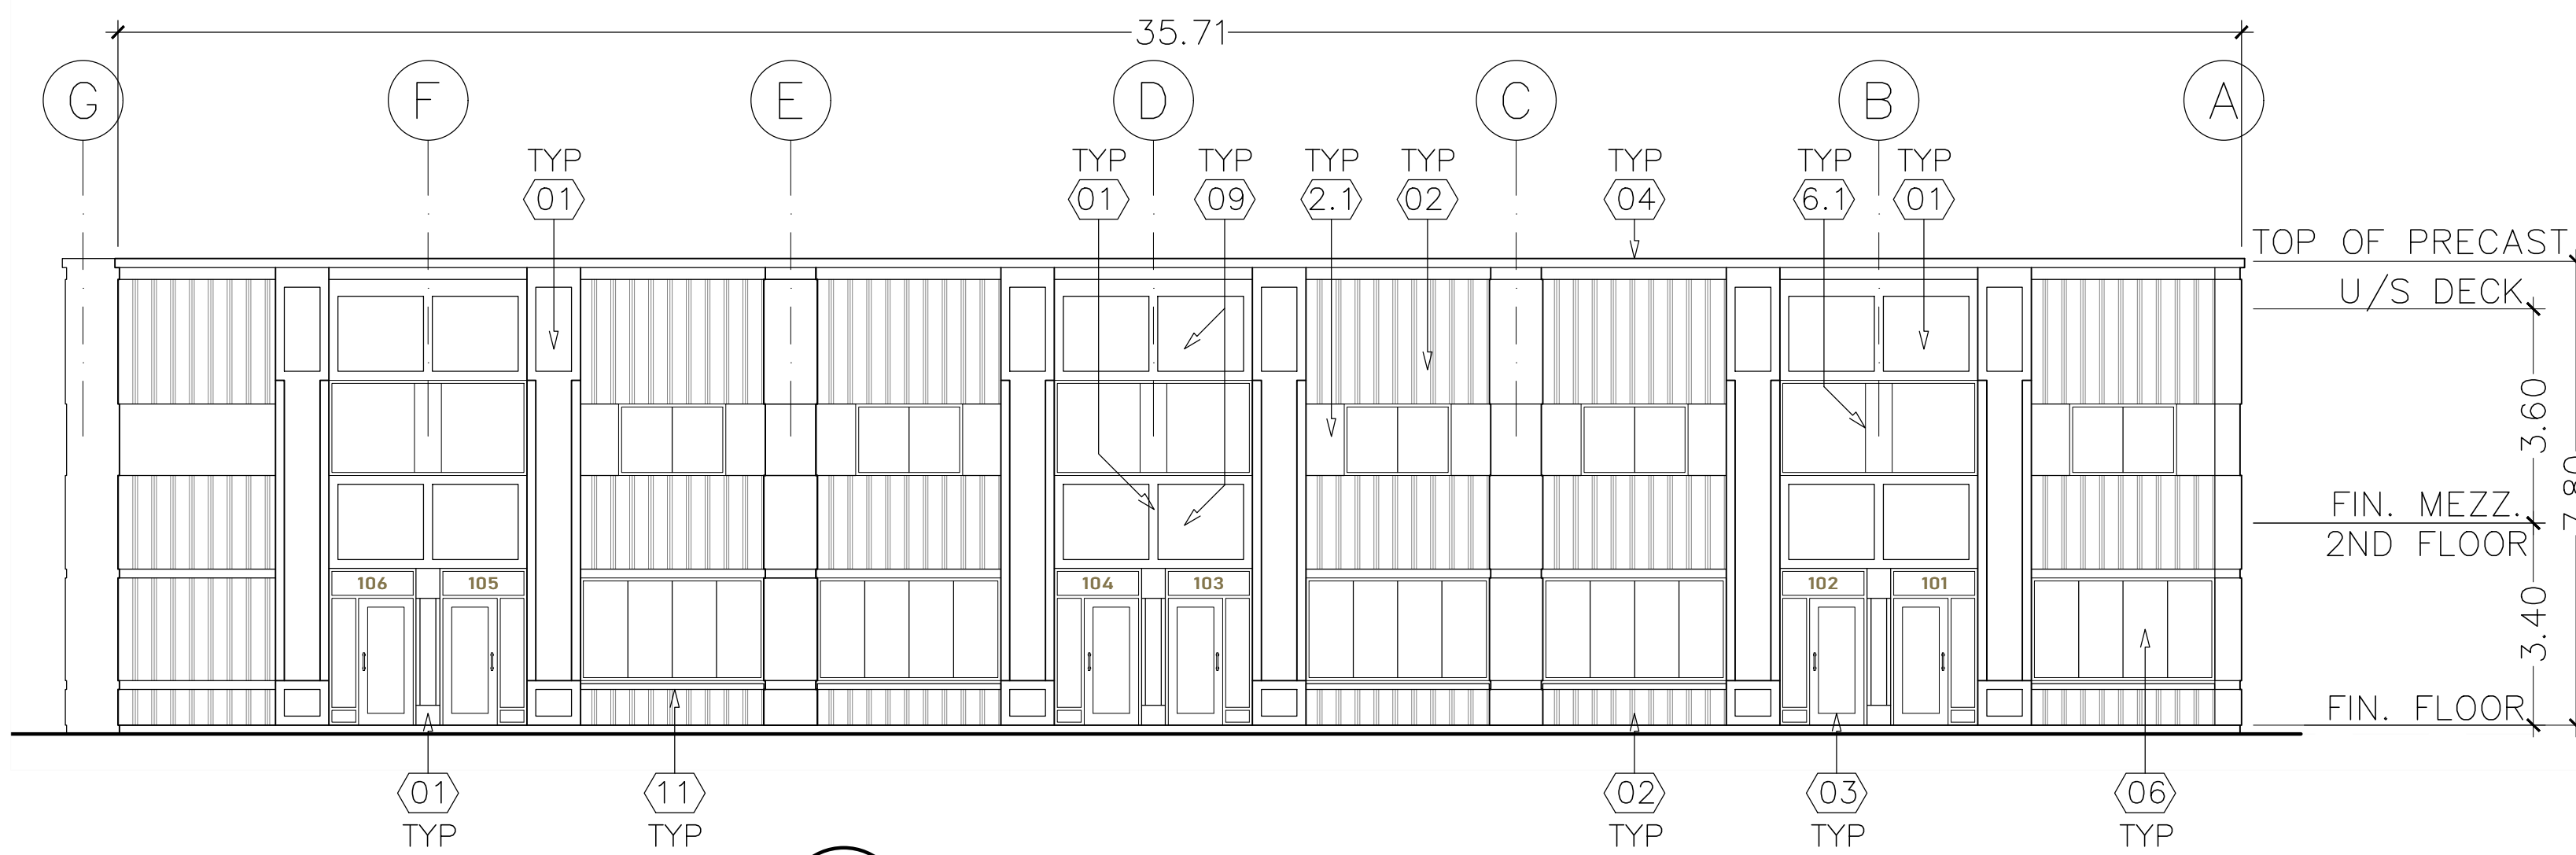 35.71
G F E D C B A
TYP TYP TYP TYP TYP TYP TYP TYP
01 01 09 2.1 02 04 6.1 01
TOP OF PRECAST
U/S DECK
3.60
7.80
FIN. MEZZ.
2ND FLOOR
106 105 104 103 102 101
3.40
FIN. FLOOR
01 11 02 03 06
TYP TYP TYP TYP TYP